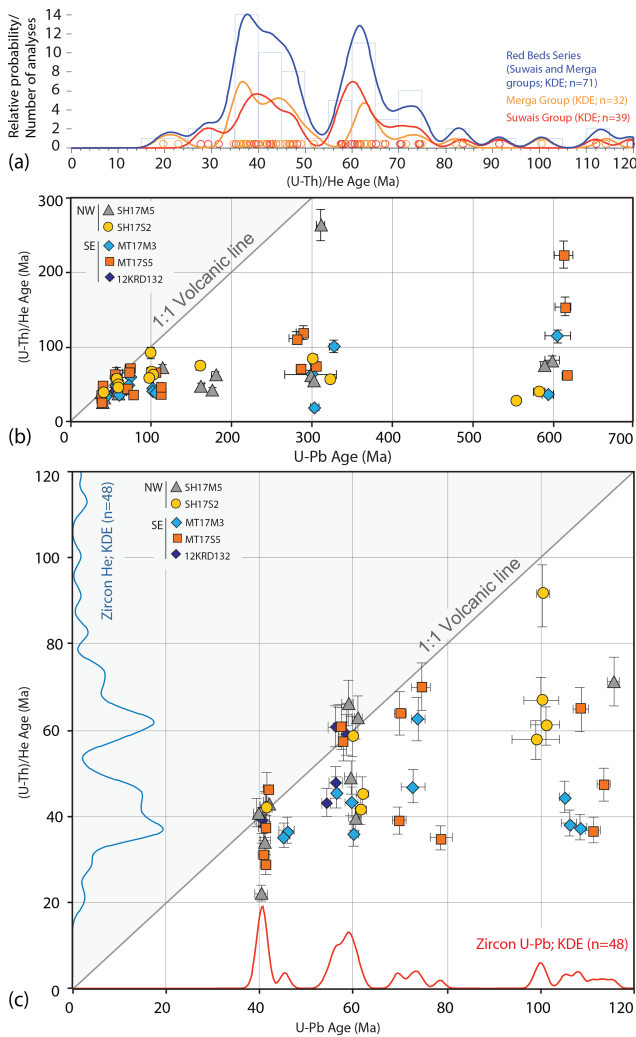 Relative probability/
Number of analyses
14
12
10
8
6
4
2
0
Red Beds Series
(Suwais and Merga
groups; KDE; n=71)
Merga Group (KDE; n=32)
Suwais Group (KDE; n=39)
0 10 20 30 40 50 60 70 80 90 100 110 120
(U-Th)/He Age (Ma)
(a)
300
200
100
0
(U-Th)/He Age (Ma)
NW
SH17M5
SH17S2
SE
MT17M3
MT17S5
12KRD132
1:1 Volcanic line
0 100 200 300 400 500 600 700
U-Pb Age (Ma)
(b)
120
100
80
60
40
20
0
(U-Th)/He Age (Ma)
Zircon He; KDE (n=48)
NW
SH17M5
SH17S2
SE
MT17M3
MT17S5
12KRD132
1:1 Volcanic line
Zircon U-Pb; KDE (n=48)
0 20 40 60 80 100 120
U-Pb Age (Ma)
(c)